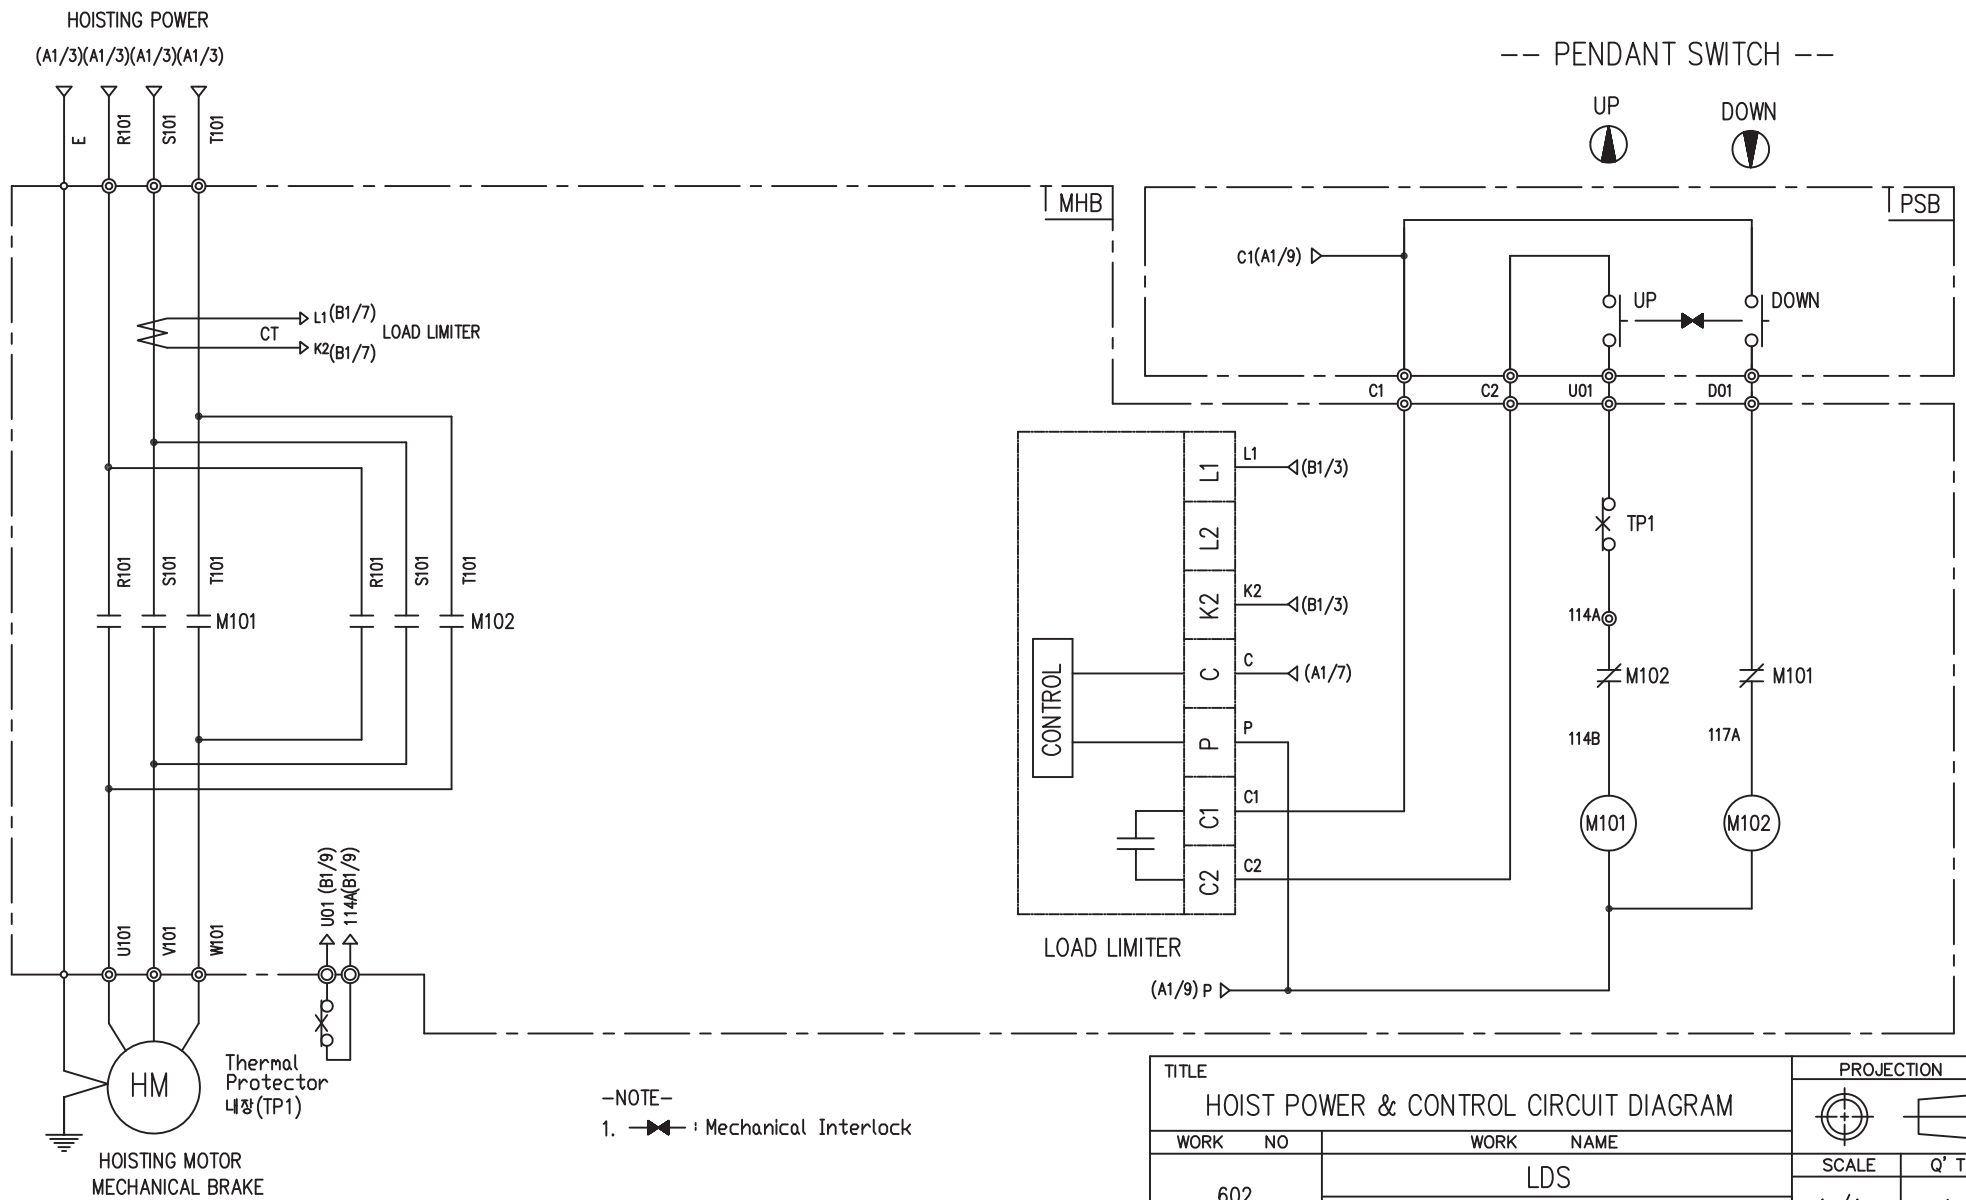 HOISTING POWER
(A1/3)(A1/3)(A1/3)(A1/3)
E
R101
S101
T101
-- PENDANT SWITCH --
UP
DOWN
MHB
PSB
C1(A1/9)
UP
DOWN
L1(B1/7)
CT
LOAD LIMITER
K2(B1/7)
C1
C2
U01
D01
L1
L1
(B1/3)
L2
TP1
R101
S101
T101
R101
S101
T101
K2
K2
(B1/3)
114A
M101
M102
C
C
(A1/7)
M102
M101
CONTROL
P
P
114B
117A
C1
C1
M101
M102
C2
C2
U01 (B1/9)
114A(B1/9)
U101
V101
W101
LOAD LIMITER
(A1/9) P
HM
Thermal
Protector
내장(TP1)
HOISTING MOTOR
MECHANICAL BRAKE
-NOTE-
1. : Mechanical Interlock
TITLE
HOIST POWER & CONTROL CIRCUIT DIAGRAM
PROJECTION
WORK NO
WORK NAME
LDS
602
SCALE
Q' T